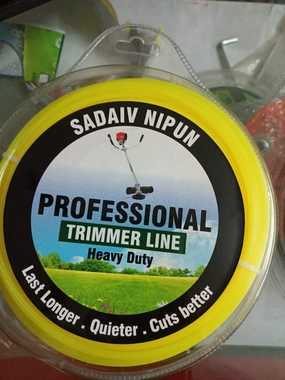 SADAIV NIPUN
PROFESSIONAL
TRIMMER LINE
Heavy Duty
Last Longer . Quieter . Cuts better